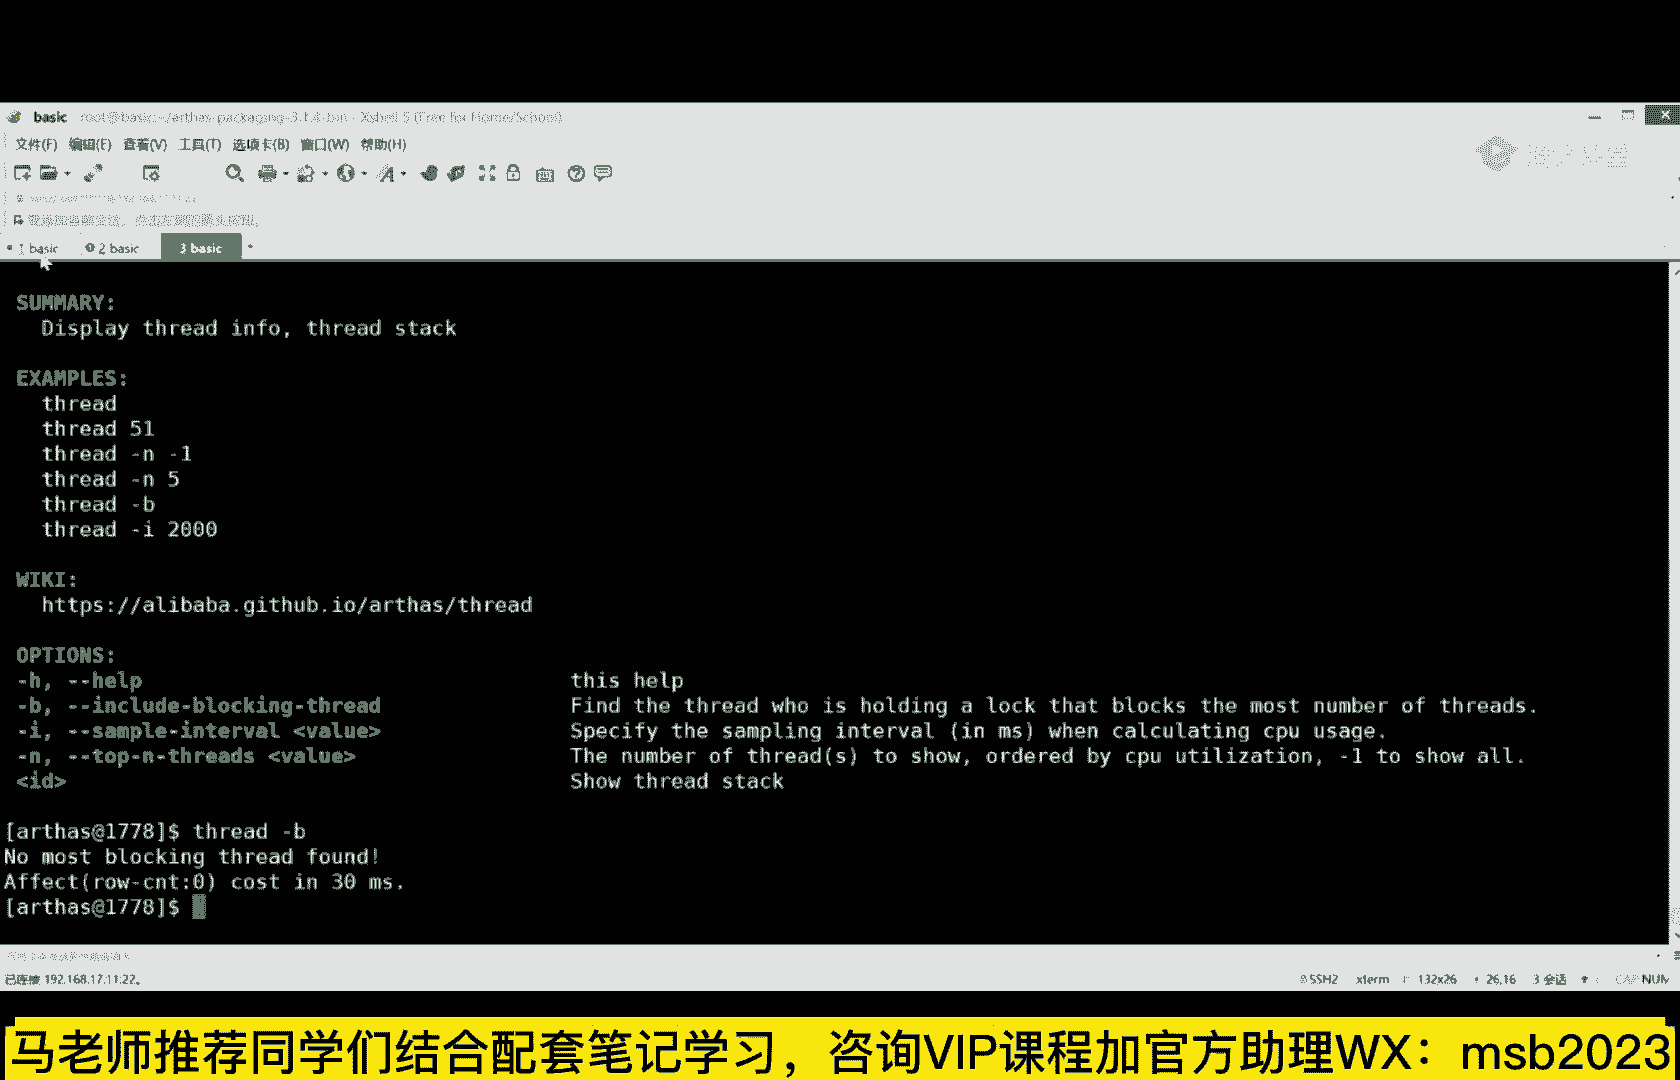 basic root@basic:~/arthas-packaging-3.1.4-bin - Xshell 5 (Free for Home/School)
文件(F) 编辑(E) 查看(V) 工具(T) 选项卡(B) 窗口(W) 帮助(H)
1 basic 2 basic 3 basic
SUMMARY:
Display thread info, thread stack
EXAMPLES:
thread
thread 51
thread -n -1
thread -n 5
thread -b
thread -i 2000
WIKI:
https://alibaba.github.io/arthas/thread
OPTIONS:
-h, --help this help
-b, --include-blocking-thread Find the thread who is holding a lock that blocks the most number of threads.
-i, --sample-interval <value> Specify the sampling interval (in ms) when calculating cpu usage.
-n, --top-n-threads <value> The number of thread(s) to show, ordered by cpu utilization, -1 to show all.
<id> Show thread stack
[arthas@1778]$ thread -b
No most blocking thread found!
Affect(row-cnt:0) cost in 30 ms.
[arthas@1778]$
已连接 192.168.17.11:22。 SSH2 xterm 132x26 26,16 3 会话 CAP NUM
马老师推荐同学们结合配套笔记学习，咨询VIP课程加官方助理WX：msb2023